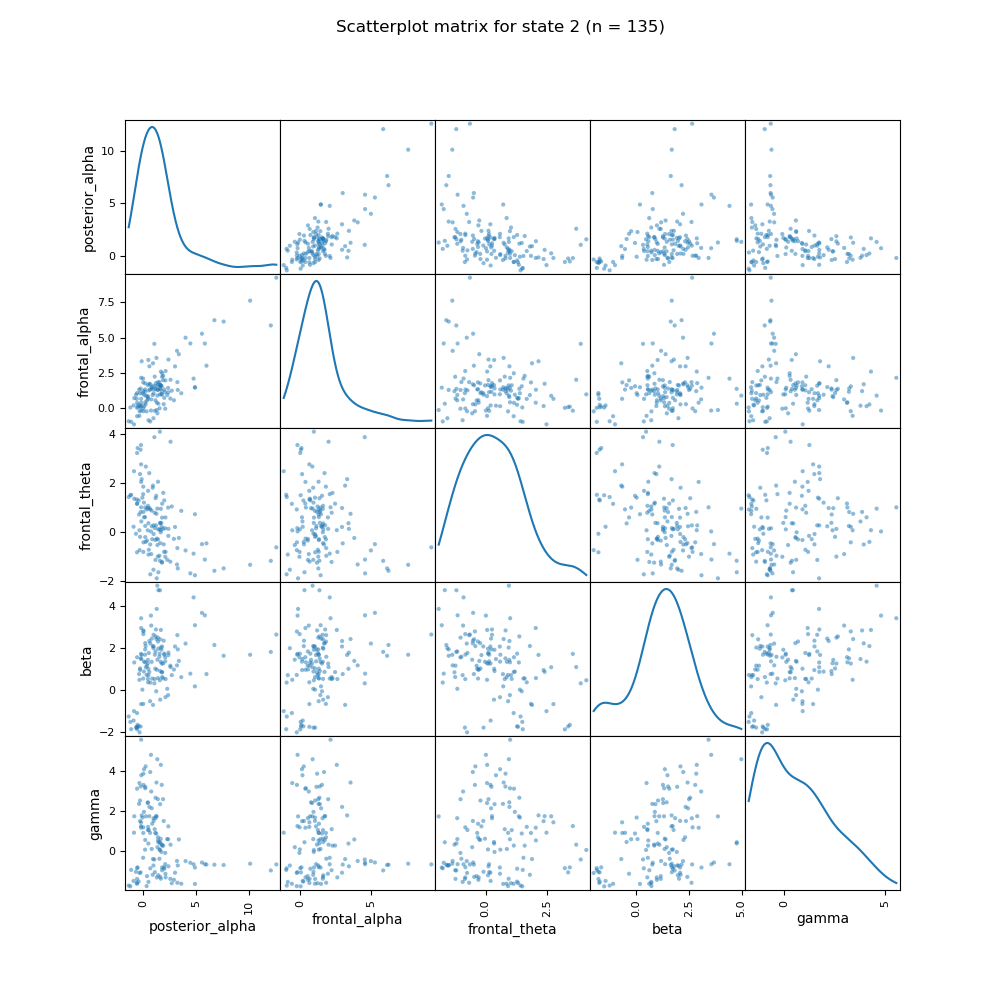 Scatterplot matrix for state 2 (n = 135)
posterior_alpha
10
5
0
frontal_alpha
7.5
5.0
2.5
0.0
frontal_theta
4
2
0
−2
beta
4
2
0
−2
gamma
4
2
0
0 5 10 0 5 0.0 2.5 0.0 2.5 5.0 0 5
posterior_alpha frontal_alpha frontal_theta beta gamma